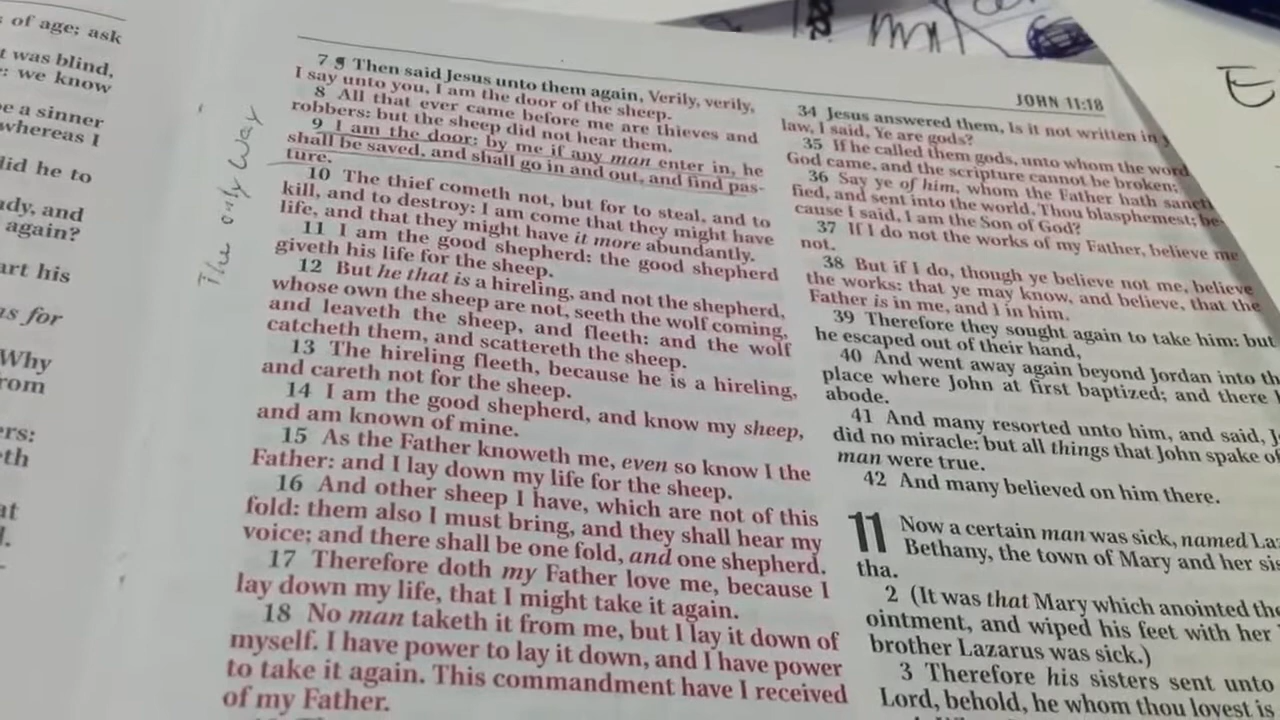 of age; ask
was blind,
we know
a sinner
whereas I
did he to
and
again?
his
for
Why
eth
The only way
7 ¶ Then said Jesus unto them again, Verily, verily,
I say unto you, I am the door of the sheep.
8 All that ever came before me are thieves and
robbers: but the sheep did not hear them.
9 I am the door: by me if any man enter in, he
shall be saved, and shall go in and out, and find pas-
ture.
10 The thief cometh not, but for to steal, and to
kill, and to destroy: I am come that they might have
life, and that they might have it more abundantly.
11 I am the good shepherd: the good shepherd
giveth his life for the sheep.
12 But he that is a hireling, and not the shepherd,
whose own the sheep are not, seeth the wolf coming,
and leaveth the sheep, and fleeth: and the wolf
catcheth them, and scattereth the sheep.
13 The hireling fleeth, because he is a hireling,
and careth not for the sheep.
14 I am the good shepherd, and know my sheep,
and am known of mine.
15 As the Father knoweth me, even so know I the
Father: and I lay down my life for the sheep.
16 And other sheep I have, which are not of this
fold: them also I must bring, and they shall hear my
voice; and there shall be one fold, and one shepherd.
17 Therefore doth my Father love me, because I
lay down my life, that I might take it again.
18 No man taketh it from me, but I lay it down of
myself. I have power to lay it down, and I have power
to take it again. This commandment have I received
of my Father.
JOHN 11:18
34 Jesus answered them, Is it not written in
law, I said, Ye are gods?
35 If he called them gods, unto whom the word
God came, and the scripture cannot be broken;
36 Say ye of him, whom the Father hath sancti
fied, and sent into the world, Thou blasphemest; be-
cause I said, I am the Son of God?
37 If I do not the works of my Father, believe me
not.
38 But if I do, though ye believe not me, believe
the works: that ye may know, and believe, that the
Father is in me, and I in him.
39 Therefore they sought again to take him: but
he escaped out of their hand,
40 And went away again beyond Jordan into th
place where John at first baptized; and there
abode.
41 And many resorted unto him, and said, J
did no miracle: but all things that John spake of
man were true.
42 And many believed on him there.
11 Now a certain man was sick, named La
Bethany, the town of Mary and her sis
tha.
2 (It was that Mary which anointed the
ointment, and wiped his feet with her
brother Lazarus was sick.)
3 Therefore his sisters sent unto
Lord, behold, he whom thou lovest is